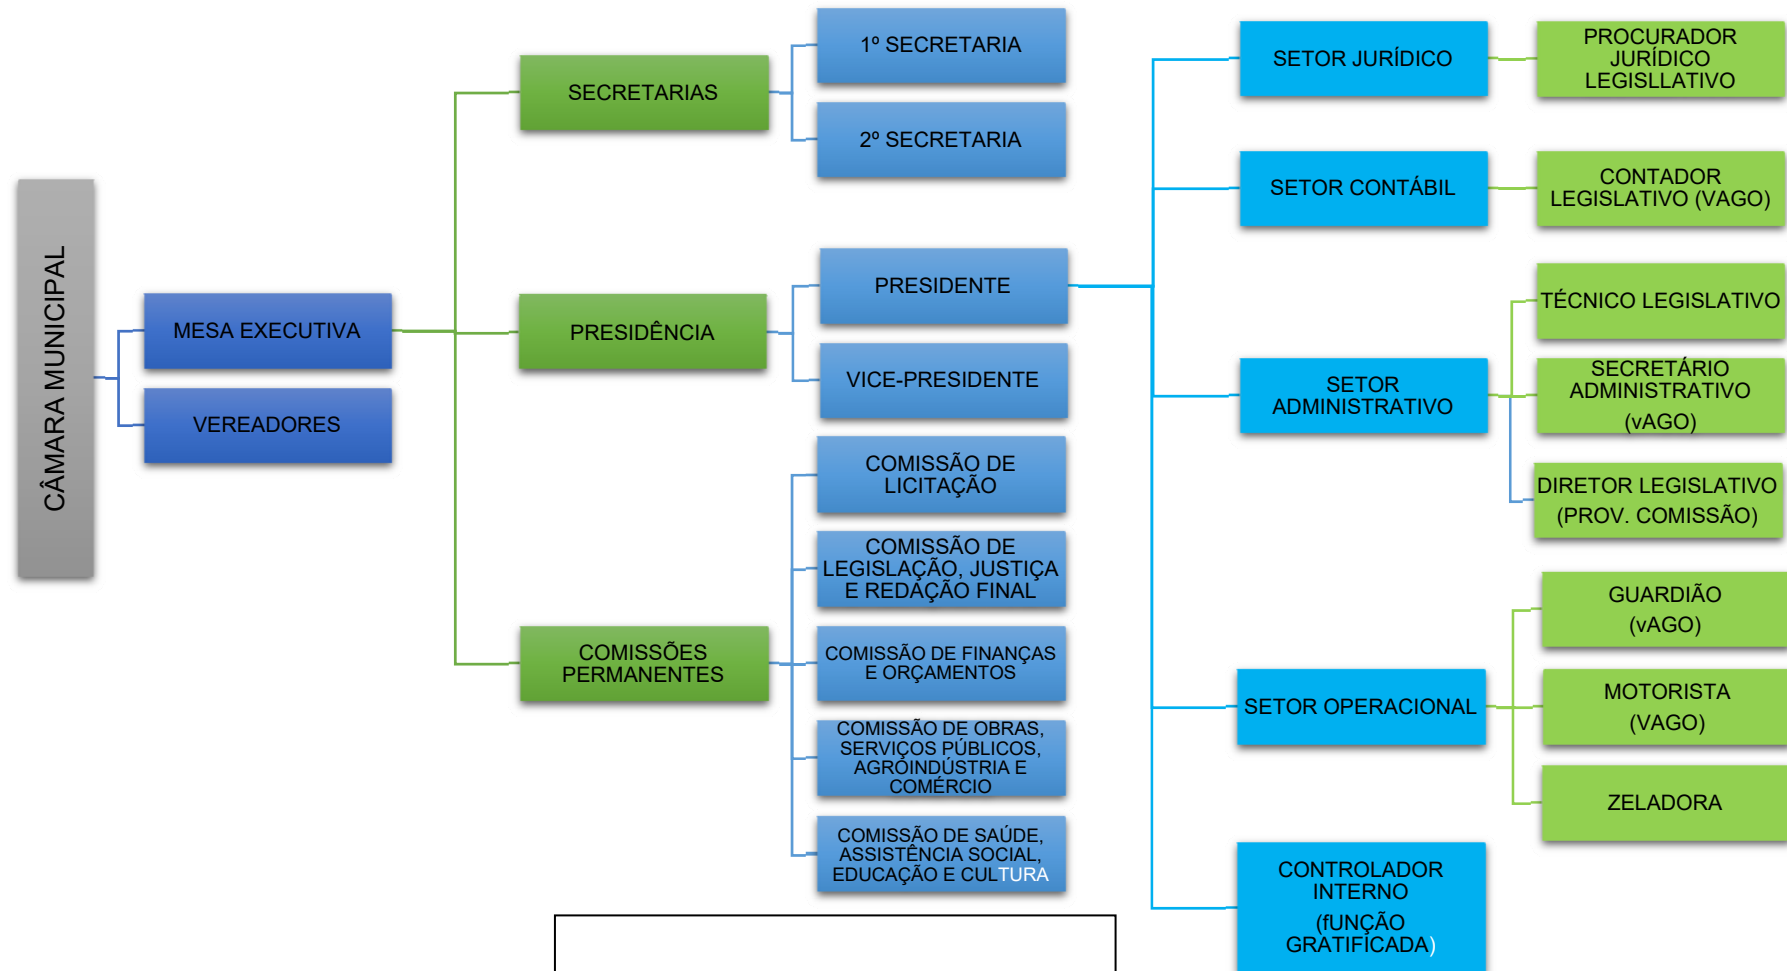 CÂMARA MUNICIPAL
MESA EXECUTIVA
VEREADORES
SECRETARIAS
PRESIDÊNCIA
COMISSÕES
PERMANENTES
1º SECRETARIA
2º SECRETARIA
PRESIDENTE
VICE-PRESIDENTE
COMISSÃO DE
LICITAÇÃO
COMISSÃO DE
LEGISLAÇÃO, JUSTIÇA
E REDAÇÃO FINAL
COMISSÃO DE FINANÇAS
E ORÇAMENTOS
COMISSÃO DE OBRAS,
SERVIÇOS PÚBLICOS,
AGROINDÚSTRIA E
COMÉRCIO
COMISSÃO DE SAÚDE,
ASSISTÊNCIA SOCIAL,
EDUCAÇÃO E CULTURA
SETOR JURÍDICO
PROCURADOR
JURÍDICO
LEGISLLATIVO
SETOR CONTÁBIL
CONTADOR
LEGISLATIVO (VAGO)
SETOR
ADMINISTRATIVO
TÉCNICO LEGISLATIVO
SECRETÁRIO
ADMINISTRATIVO
(vAGO)
DIRETOR LEGISLATIVO
(PROV. COMISSÃO)
SETOR OPERACIONAL
GUARDIÃO
(vAGO)
MOTORISTA
(VAGO)
ZELADORA
CONTROLADOR
INTERNO
(fUNÇÃO
GRATIFICADA)